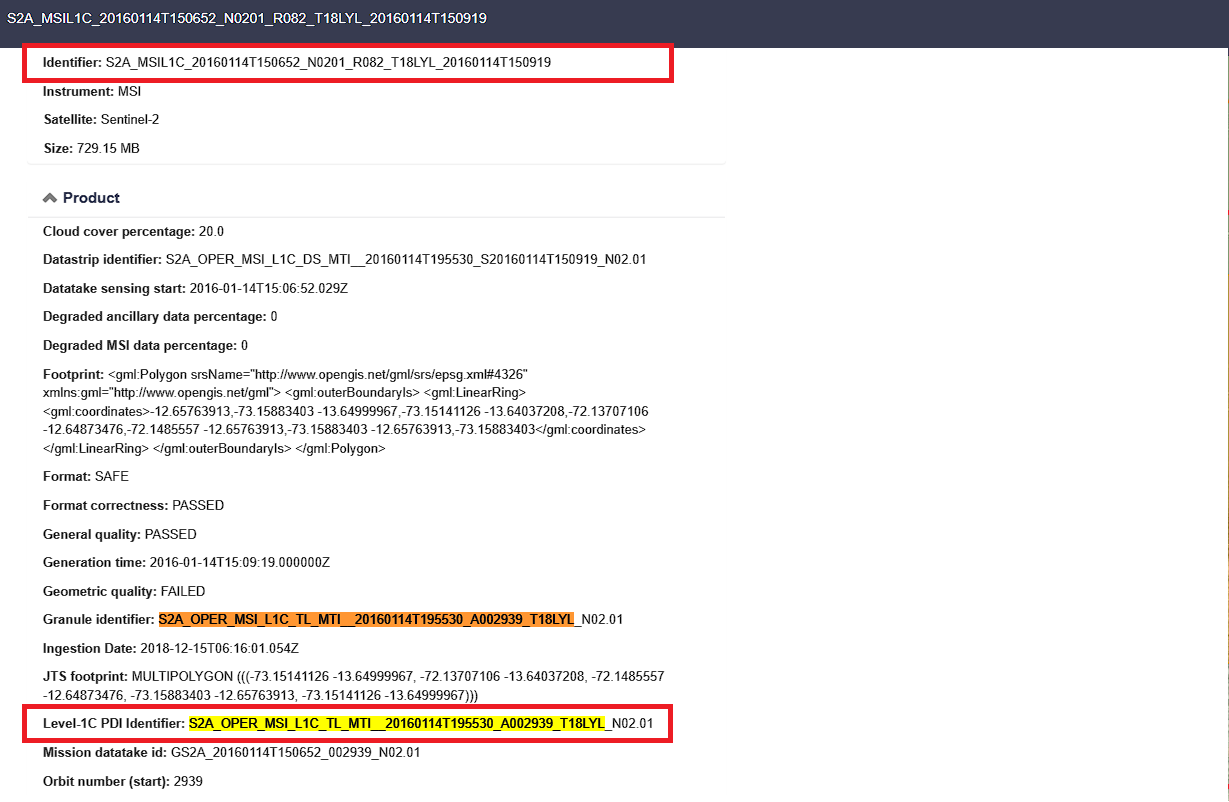 S2A_MSIL1C_20160114T150652_N0201_R082_T18LYL_20160114T150919
Identifier: S2A_MSIL1C_20160114T150652_N0201_R082_T18LYL_20160114T150919
Instrument: MSI
Satellite: Sentinel-2
Size: 729.15 MB
Product
Cloud cover percentage: 20.0
Datastrip identifier: S2A_OPER_MSI_L1C_DS_MTI__20160114T195530_S20160114T150919_N02.01
Datatake sensing start: 2016-01-14T15:06:52.029Z
Degraded ancillary data percentage: 0
Degraded MSI data percentage: 0
Footprint: <gml:Polygon srsName="http://www.opengis.net/gml/srs/epsg.xml#4326"
xmlns:gml="http://www.opengis.net/gml"> <gml:outerBoundaryIs> <gml:LinearRing>
<gml:coordinates>-12.65763913,-73.15883403 -13.64999967,-73.15141126 -13.64037208,-72.13707106
-12.64873476,-72.1485557 -12.65763913,-73.15883403 -12.65763913,-73.15883403</gml:coordinates>
</gml:LinearRing> </gml:outerBoundaryIs> </gml:Polygon>
Format: SAFE
Format correctness: PASSED
General quality: PASSED
Generation time: 2016-01-14T15:09:19.000000Z
Geometric quality: FAILED
Granule identifier: S2A_OPER_MSI_L1C_TL_MTI__20160114T195530_A002939_T18LYL_N02.01
Ingestion Date: 2018-12-15T06:16:01.054Z
JTS footprint: MULTIPOLYGON (((-73.15141126 -13.64999967, -72.13707106 -13.64037208, -72.1485557
-12.64873476, -73.15883403 -12.65763913, -73.15141126 -13.64999967)))
Level-1C PDI Identifier: S2A_OPER_MSI_L1C_TL_MTI__20160114T195530_A002939_T18LYL_N02.01
Mission datatake id: GS2A_20160114T150652_002939_N02.01
Orbit number (start): 2939